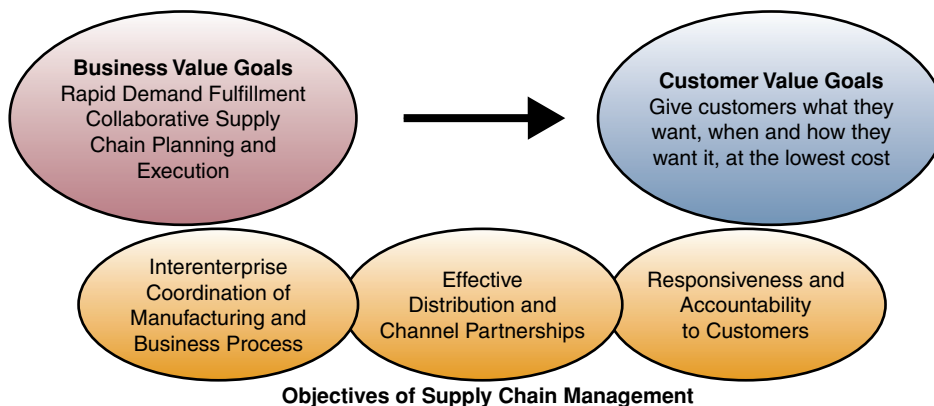 Business Value Goals
Rapid Demand Fulfillment
Collaborative Supply
Chain Planning and
Execution
Customer Value Goals
Give customers what they
want, when and how they
want it, at the lowest cost
Interenterprise
Coordination of
Manufacturing and
Business Process
Effective
Distribution and
Channel Partnerships
Responsiveness and
Accountability
to Customers
Objectives of Supply Chain Management